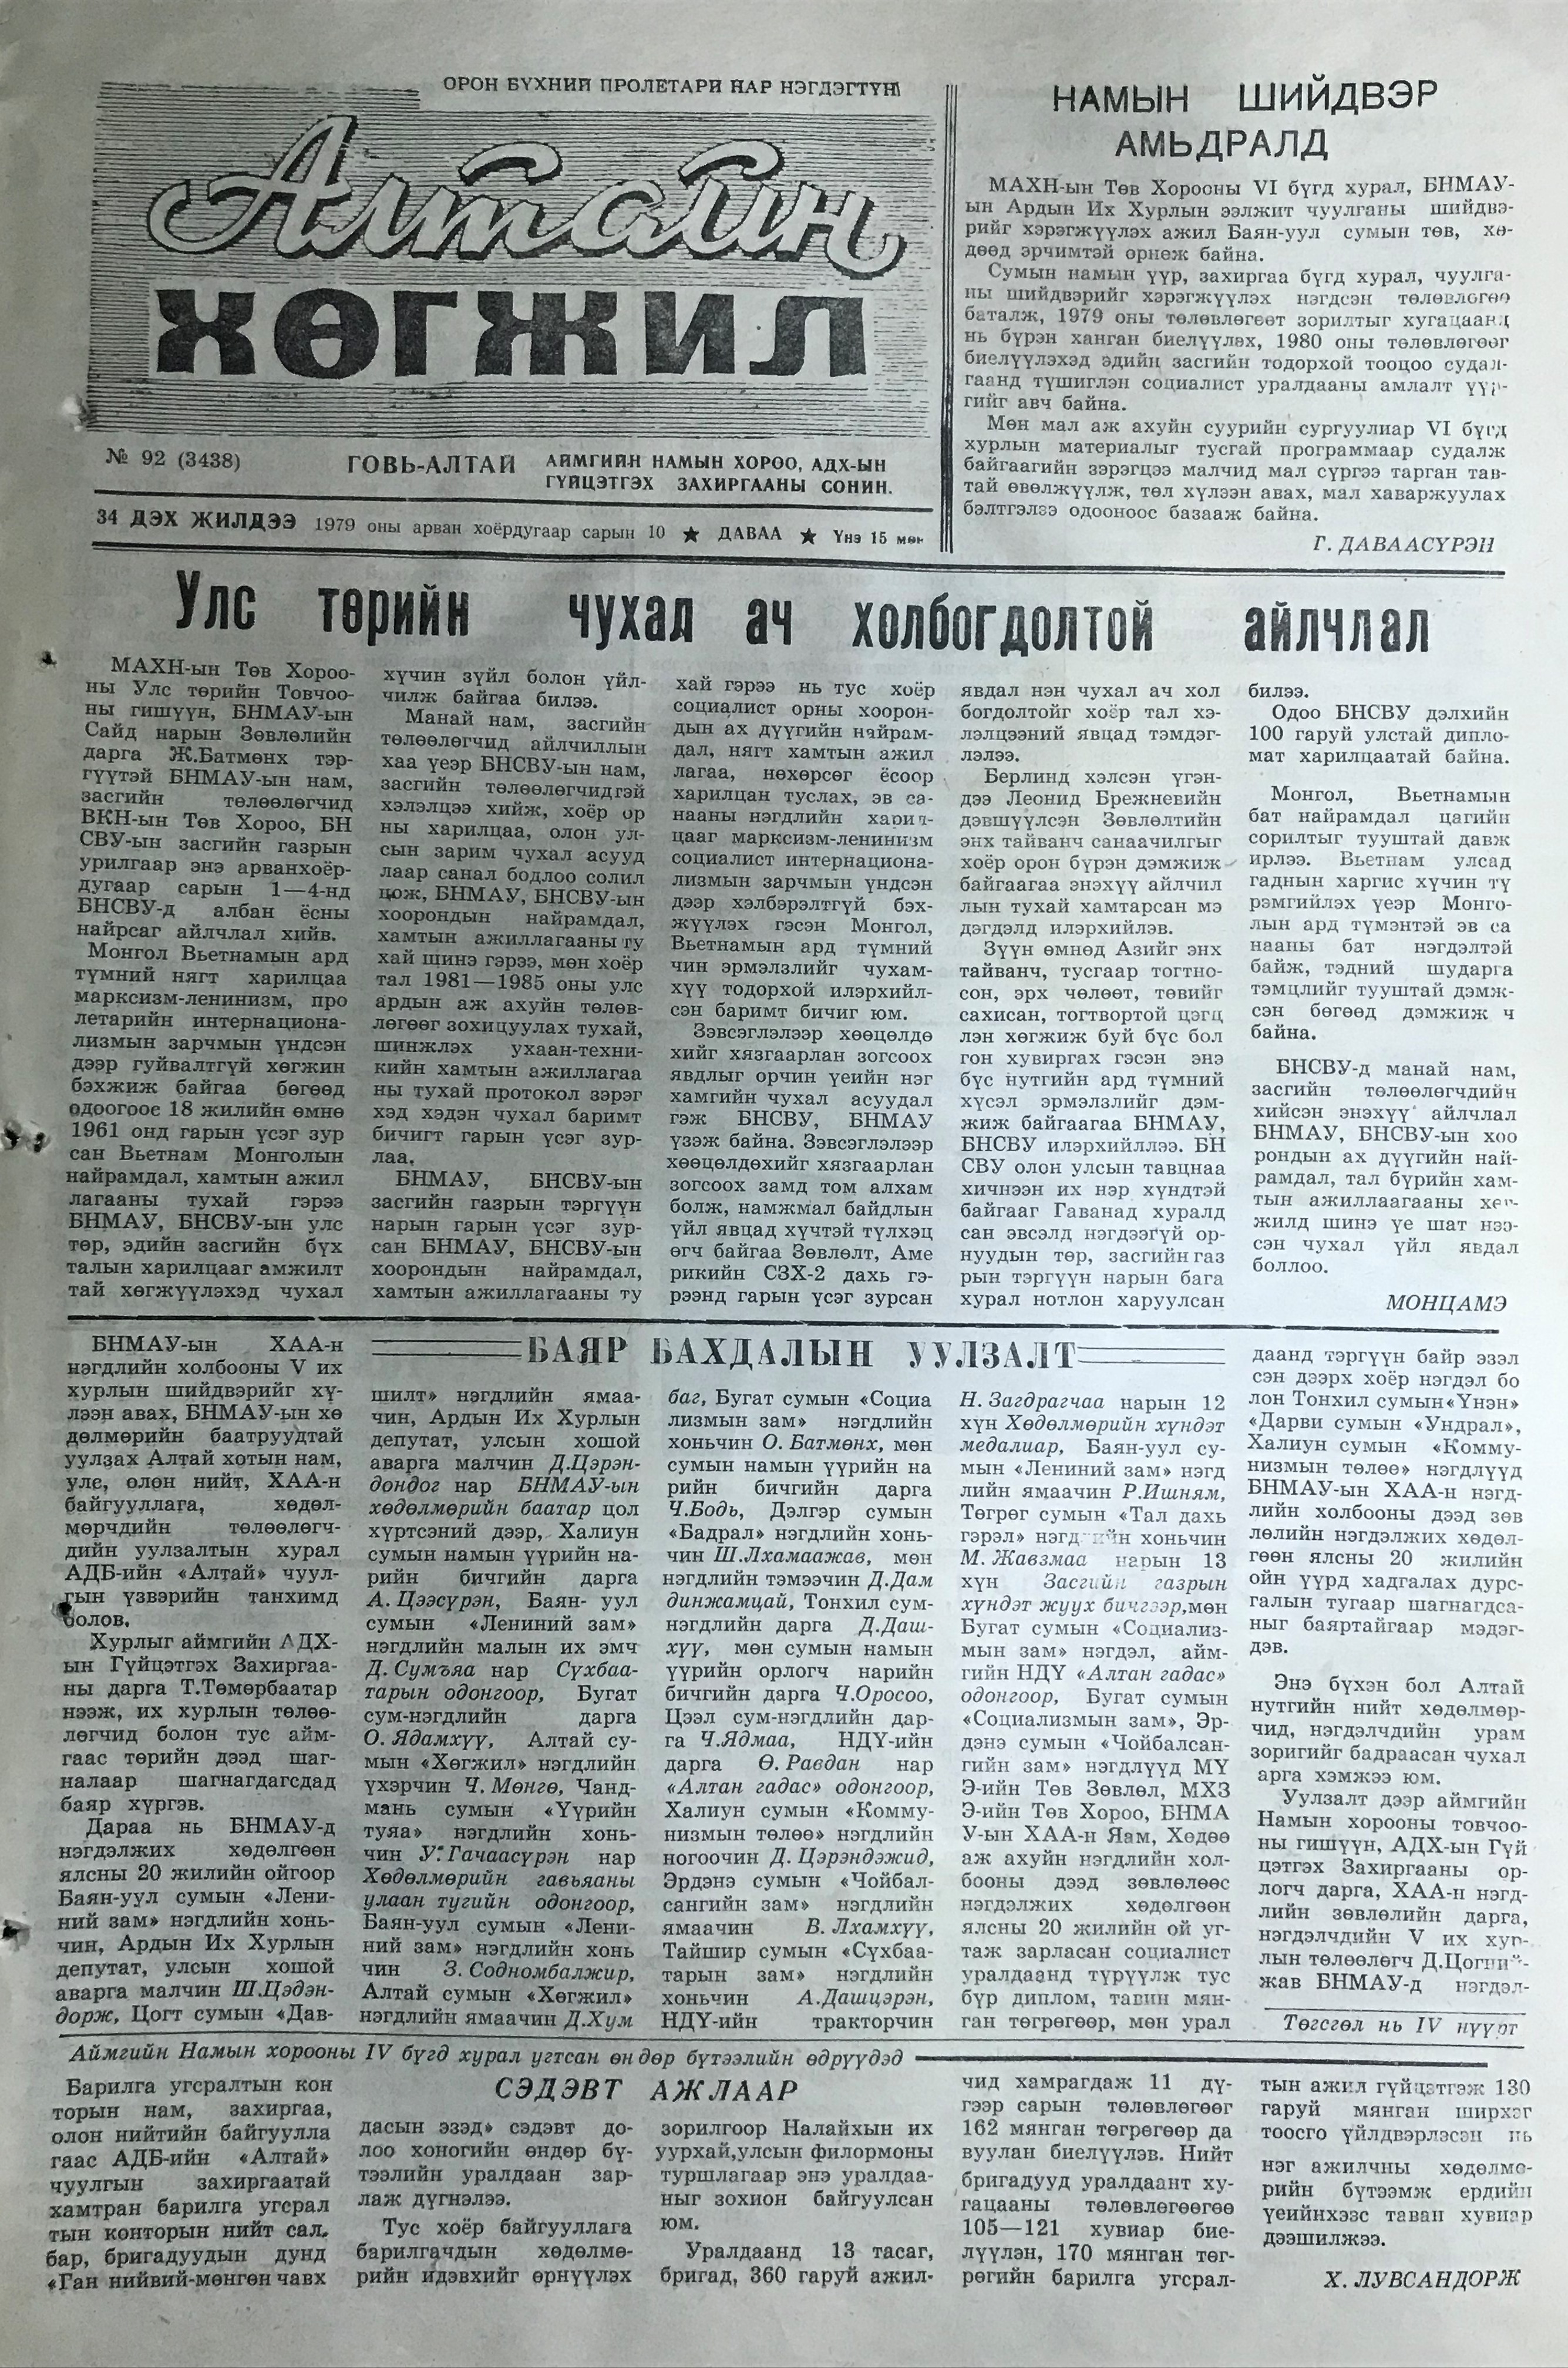 ОРОН БҮХНИЙ ПРОЛЕТАРИ НАР НЭГДЭГТҮН!
Алтайн
ХӨГЖИЛ
№ 92 (3438)
ГОВЬ-АЛТАЙ
АЙМГИЙН НАМЫН ХОРОО, АДХ-ЫН
ГҮЙЦЭТГЭХ ЗАХИРГААНЫ СОНИН.
34 ДЭХ ЖИЛДЭЭ 1979 оны арван хоёрдугаар сарын 10 ★ ДАВАА ★ Үнэ 15 мөн
НАМЫН ШИЙДВЭР
АМЬДРАЛД
МАХН-ын Төв Хорооны VI бүгд хурал, БНМАУ-
ын Ардын Их Хурлын ээлжит чуулганы шийдвэ-
рийг хэрэгжүүлэх ажил Баян-уул сумын төв, хө-
дөөд эрчимтэй өрнөж байна.
Сумын намын үүр, захиргаа бүгд хурал, чуулга-
ны шийдвэрийг хэрэгжүүлэх нэгдсэн төлөвлөгөө
баталж, 1979 оны төлөвлөгөөт зорилтыг хугацаанд
нь бүрэн ханган биелүүлэх, 1980 оны төлөвлөгөөг
биелүүлэхэд эдийн засгийн тодорхой тооцоо судал-
гаанд түшиглэн социалист уралдааны амлалт үүр-
гийг авч байна.
Мөн мал аж ахуйн суурийн сургуулиар VI бүгд
хурлын материалыг тусгай программаар судалж
байгаагийн зэрэгцээ малчид мал сүргээ тарган тав-
тай өвөлжүүлж, төл хүлээн авах, мал хаваржуулах
бэлтгэлээ одооноос базааж байна.
Г. ДАВААСҮРЭН
Улс төрийн чухал ач холбогдолтой айлчлал
МАХН-ын Төв Хороо-
ны Улс төрийн Товчоо-
ны гишүүн, БНМАУ-ын
Сайд нарын Зөвлөлийн
дарга Ж.Батмөнх тэр-
гүүтэй БНМАУ-ын нам,
засгийн төлөөлөгчид
ВКН-ын Төв Хороо, БН
СВУ-ын засгийн газрын
урилгаар энэ арванхоёр-
дугаар сарын 1—4-нд
БНСВУ-д албан ёсны
найрсаг айлчлал хийв.
Монгол Вьетнамын ард
түмний нягт харилцаа
марксизм-ленинизм, про
летарийн интернациона-
лизмын зарчмын үндсэн
дээр гуйвалтгүй хөгжин
бэхжиж байгаа бөгөөд
одоогоос 18 жилийн өмнө
1961 онд гарын үсэг зур
сан Вьетнам Монголын
найрамдал, хамтын ажил
лагааны тухай гэрээ
БНМАУ, БНСВУ-ын улс
төр, эдийн засгийн бүх
талын харилцааг амжилт
тай хөгжүүлэхэд чухал
хүчин зүйл болон үйл-
чилж байгаа билээ.
Манай нам, засгийн
төлөөлөгчид айлчиллын
хаа үеэр БНСВУ-ын нам,
засгийн төлөөлөгчидтэй
хэлэлцээ хийж, хоёр ор
ны харилцаа, олон ул-
сын зарим чухал асууд
лаар санал бодлоо солил
цож, БНМАУ, БНСВУ-ын
хоорондын найрамдал,
хамтын ажиллагааны ту
хай шинэ гэрээ, мөн хоёр
тал 1981—1985 оны улс
ардын аж ахуйн төлөв-
лөгөөг зохицуулах тухай,
шинжлэх ухаан-техни-
кийн хамтын ажиллагаа
ны тухай протокол зэрэг
хэд хэдэн чухал баримт
бичигт гарын үсэг зур-
лаа.
БНМАУ, БНСВУ-ын
засгийн газрын тэргүүн
нарын гарын үсэг зур-
сан БНМАУ, БНСВУ-ын
хоорондын найрамдал,
хамтын ажиллагааны ту
хай гэрээ нь тус хоёр
социалист орны хоорон-
дын ах дүүгийн найрам-
дал, нягт хамтын ажил
лагаа, нөхөрсөг ёсоор
харилцан туслах, эв са-
нааны нэгдлийн харил-
цааг марксизм-ленинизм
социалист интернациона-
лизмын зарчмын үндсэн
дээр хэлбэрэлтгүй бэх-
жүүлэх гэсэн Монгол,
Вьетнамын ард түмний
чин эрмэлзлийг чухам-
хүү тодорхой илэрхийл-
сэн баримт бичиг юм.
Зэвсэглэлээр хөөцөлдө
хийг хязгаарлан зогсоох
явдлыг орчин үеийн нэг
хамгийн чухал асуудал
гэж БНСВУ, БНМАУ
үзэж байна. Зэвсэглэлээр
хөөцөлдөхийг хязгаарлан
зогсоох замд том алхам
болж, намжмал байдлын
үйл явцад хүчтэй түлхэц
өгч байгаа Зөвлөлт, Аме
рикийн СЗХ-2 дахь гэ-
рээнд гарын үсэг зурсан
явдал нэн чухал ач хол
богдолтойг хоёр тал хэ-
лэлцээний явцад тэмдэг-
лэлээ.
Берлинд хэлсэн үгэн-
дээ Леонид Брежневийн
дэвшүүлсэн Зөвлөлтийн
энх тайванч санаачилгыг
хоёр орон бүрэн дэмжиж
байгаагаа энэхүү айлчил
лын тухай хамтарсан мэ
дэгдэлд илэрхийлэв.
Зүүн өмнөд Азийг энх
тайванч, тусгаар тогтно-
сон, эрх чөлөөт, төвийг
сахисан, тогтвортой цэгц
лэн хөгжиж буй бүс бол
гон хувиргах гэсэн энэ
бүс нутгийн ард түмний
хүсэл эрмэлзлийг дэм-
жиж байгаагаа БНМАУ,
БНСВУ илэрхийллээ. БН
СВУ олон улсын тавцнаа
хичнээн их нэр хүндтэй
байгааг Гаванад хуралд
сан эвсэлд нэгдээгүй ор-
нуудын төр, засгийн газ
рын тэргүүн нарын бага
хурал нотлон харуулсан
билээ.
Одоо БНСВУ дэлхийн
100 гаруй улстай дипло-
мат харилцаатай байна.
Монгол, Вьетнамын
бат найрамдал цагийн
сорилтыг тууштай давж
ирлээ. Вьетнам улсад
гаднын харгис хүчин тү
рэмгийлэх үеэр Монго-
лын ард түмэнтэй эв са
нааны бат нэгдэлтэй
байж, тэдний шударга
тэмцлийг тууштай дэмж-
сэн бөгөөд дэмжиж ч
байна.
БНСВУ-д манай нам,
засгийн төлөөлөгчдийн
хийсэн энэхүү айлчлал
БНМАУ, БНСВУ-ын хоо
рондын ах дүүгийн най-
рамдал, тал бүрийн хам-
тын ажиллаагааны хөг-
жилд шинэ үе шат нээ-
сэн чухал үйл явдал
боллоо.
МОНЦАМЭ
БАЯР БАХДАЛЫН УУЛЗАЛТ
БНМАУ-ын ХАА-н
нэгдлийн холбооны V их
хурлын шийдвэрийг хү-
лээн авах, БНМАУ-ын хө
дөлмөрийн баатруудтай
уулзах Алтай хотын нам,
улс, олон нийт, ХАА-н
байгууллага, хөдөл-
мөрчдийн төлөөлөгч-
дийн уулзалтын хурал
АДБ-ийн «Алтай» чуул-
гын үзвэрийн танхимд
болов.
Хурлыг аймгийн АДХ-
ын Гүйцэтгэх Захиргаа-
ны дарга Т.Төмөрбаатар
нээж, их хурлын төлөө-
лөгчид болон тус айм-
гаас төрийн дээд шаг-
налаар шагнагдагсдад
баяр хүргэв.
Дараа нь БНМАУ-д
нэгдэлжих хөдөлгөөн
ялсны 20 жилийн ойгоор
Баян-уул сумын «Лени-
ний зам» нэгдлийн хонь-
чин, Ардын Их Хурлын
депутат, улсын хошой
аварга малчин Ш.Цэдэн-
дорж, Цогт сумын «Дав-
шилт» нэгдлийн ямаа-
чин, Ардын Их Хурлын
депутат, улсын хошой
аварга малчин Д.Цэрэн-
дондог нар БНМАУ-ын
хөдөлмөрийн баатар цол
хүртсэний дээр, Халиун
сумын намын үүрийн на-
рийн бичгийн дарга
А. Цээсүрэн, Баян- уул
сумын «Лениний зам»
нэгдлийн малын их эмч
Д. Сумъяа нар Сүхбаа-
тарын одонгоор, Бугат
сум-нэгдлийн дарга
О. Ядамхүү, Алтай су-
мын «Хөгжил» нэгдлийн
үхэрчин Ч. Мөнгө, Чанд-
мань сумын «Үүрийн
туяа» нэгдлийн хонь-
чин У. Гачаасүрэн нар
Хөдөлмөрийн гавъяаны
улаан тугийн одонгоор,
Баян-уул сумын «Лени-
ний зам» нэгдлийн хонь
чин З. Содномбалжир,
Алтай сумын «Хөгжил»
нэгдлийн ямаачин Д.Хум
баг, Бугат сумын «Социа
лизмын зам» нэгдлийн
хоньчин О. Батмөнх, мөн
сумын намын үүрийн на
рийн бичгийн дарга
Ч.Бодь, Дэлгэр сумын
«Бадрал» нэгдлийн хонь-
чин Ш.Лхамаажав, мөн
нэгдлийн тэмээчин Д.Дам
динжамцай, Тонхил сум-
нэгдлийн дарга Д.Даш-
хүү, мөн сумын намын
үүрийн орлогч нарийн
бичгийн дарга Ч.Оросоо,
Цээл сум-нэгдлийн дар-
га Ч.Ядмаа, НДҮ-ийн
дарга Ө. Равдан нар
«Алтан гадас» одонгоор,
Халиун сумын «Комму-
низмын төлөө» нэгдлийн
ногоочин Д. Цэрэндэжид,
Эрдэнэ сумын «Чойбал-
сангийн зам» нэгдлийн
ямаачин В. Лхамхүү,
Тайшир сумын «Сүхбаа-
тарын зам» нэгдлийн
хоньчин А.Дашцэрэн,
НДҮ-ийн тракторчин
Н. Загдрагчаа нарын 12
хүн Хөдөлмөрийн хүндэт
медалиар, Баян-уул су-
мын «Лениний зам» нэгд
лийн ямаачин Р.Ишням,
Төгрөг сумын «Тал дахь
гэрэл» нэгдлийн хоньчин
М. Жавзмаа нарын 13
хүн Засгийн газрын
хүндэт жуух бичгээр,мөн
Бугат сумын «Социализ-
мын зам» нэгдэл, айм-
гийн НДҮ «Алтан гадас»
одонгоор, Бугат сумын
«Социализмын зам», Эр-
дэнэ сумын «Чойбалсан-
гийн зам» нэгдлүүд МҮ
Э-ийн Төв Зөвлөл, МХЗ
Э-ийн Төв Хороо, БНМА
У-ын ХАА-н Яам, Хөдөө
аж ахуйн нэгдлийн хол-
бооны дээд зөвлөлөөс
нэгдэлжих хөдөлгөөн
ялсны 20 жилийн ой уг-
таж зарласан социалист
уралдаанд түрүүлж тус
бүр диплом, таван мян-
ган төгрөгөөр, мөн урал
даанд тэргүүн байр эзэл
сэн дээрх хоёр нэгдэл бо
лон Тонхил сумын«Үнэн»
«Дарви сумын «Ундрал»,
Халиун сумын «Комму-
низмын төлөө» нэгдлүүд
БНМАУ-ын ХАА-н нэгд-
лийн холбооны дээд зөв
лөлийн нэгдэлжих хөдөл-
гөөн ялсны 20 жилийн
ойн үүрд хадгалах дурс-
галын тугаар шагнагдса-
ныг баяртайгаар мэдэг-
дэв.
Энэ бүхэн бол Алтай
нутгийн нийт хөдөлмөр-
чид, нэгдэлчдийн урам
зоригийг бадраасан чухал
арга хэмжээ юм.
Уулзалт дээр аймгийн
Намын хорооны товчоо-
ны гишүүн, АДХ-ын Гүй
цэтгэх Захиргааны ор-
логч дарга, ХАА-н нэгд-
лийн зөвлөлийн дарга,
нэгдэлчдийн V их хур-
лын төлөөлөгч
жав БНМАУ-д нэгдэл-
Төгсгөл нь IV нүүрт
Аймгийн Намын хорооны IV бүгд хурал угтсан өндөр бүтээлийн өдрүүдэд
СЭДЭВТ АЖЛААР
Барилга угсралтын кон
торын нам, захиргаа,
олон нийтийн байгуулла
гаас АДБ-ийн «Алтай»
чуулгын захиргаатай
хамтран барилга угсрал
тын конторын нийт сал.
бар, бригадуудын дунд
«Ган нийвий-мөнгөн чавх
дасын эзэд» сэдэвт до-
лоо хоногийн өндөр бү-
тээлийн уралдаан зар-
лаж дүгнэлээ.
Тус хоёр байгууллага
барилгачдын хөдөлмө-
рийн идэвхийг өрнүүлэх
зорилгоор Налайхын их
уурхай,улсын филормоны
туршлагаар энэ уралдаа-
ныг зохион байгуулсан
юм.
Уралдаанд 13 тасаг,
бригад, 360 гаруй ажил-
чид хамрагдаж 11 дү-
гээр сарын төлөвлөгөөг
162 мянган төгрөгөөр да
вуулан биелүүлэв. Нийт
бригадууд уралдаант ху-
гацааны төлөвлөгөөгөө
105—121 хувиар бие-
лүүлэн, 170 мянган төг-
рөгийн барилга угсрал-
тын ажил гүйцэтгэж 130
гаруй мянган ширхэг
тоосго үйлдвэрлэсэн нь
нэг ажилчны хөдөлмө-
рийн бүтээмж ердийн
үеийнхээс таван хувиар
дээшилжээ.
Х. ЛУВСАНДОРЖ